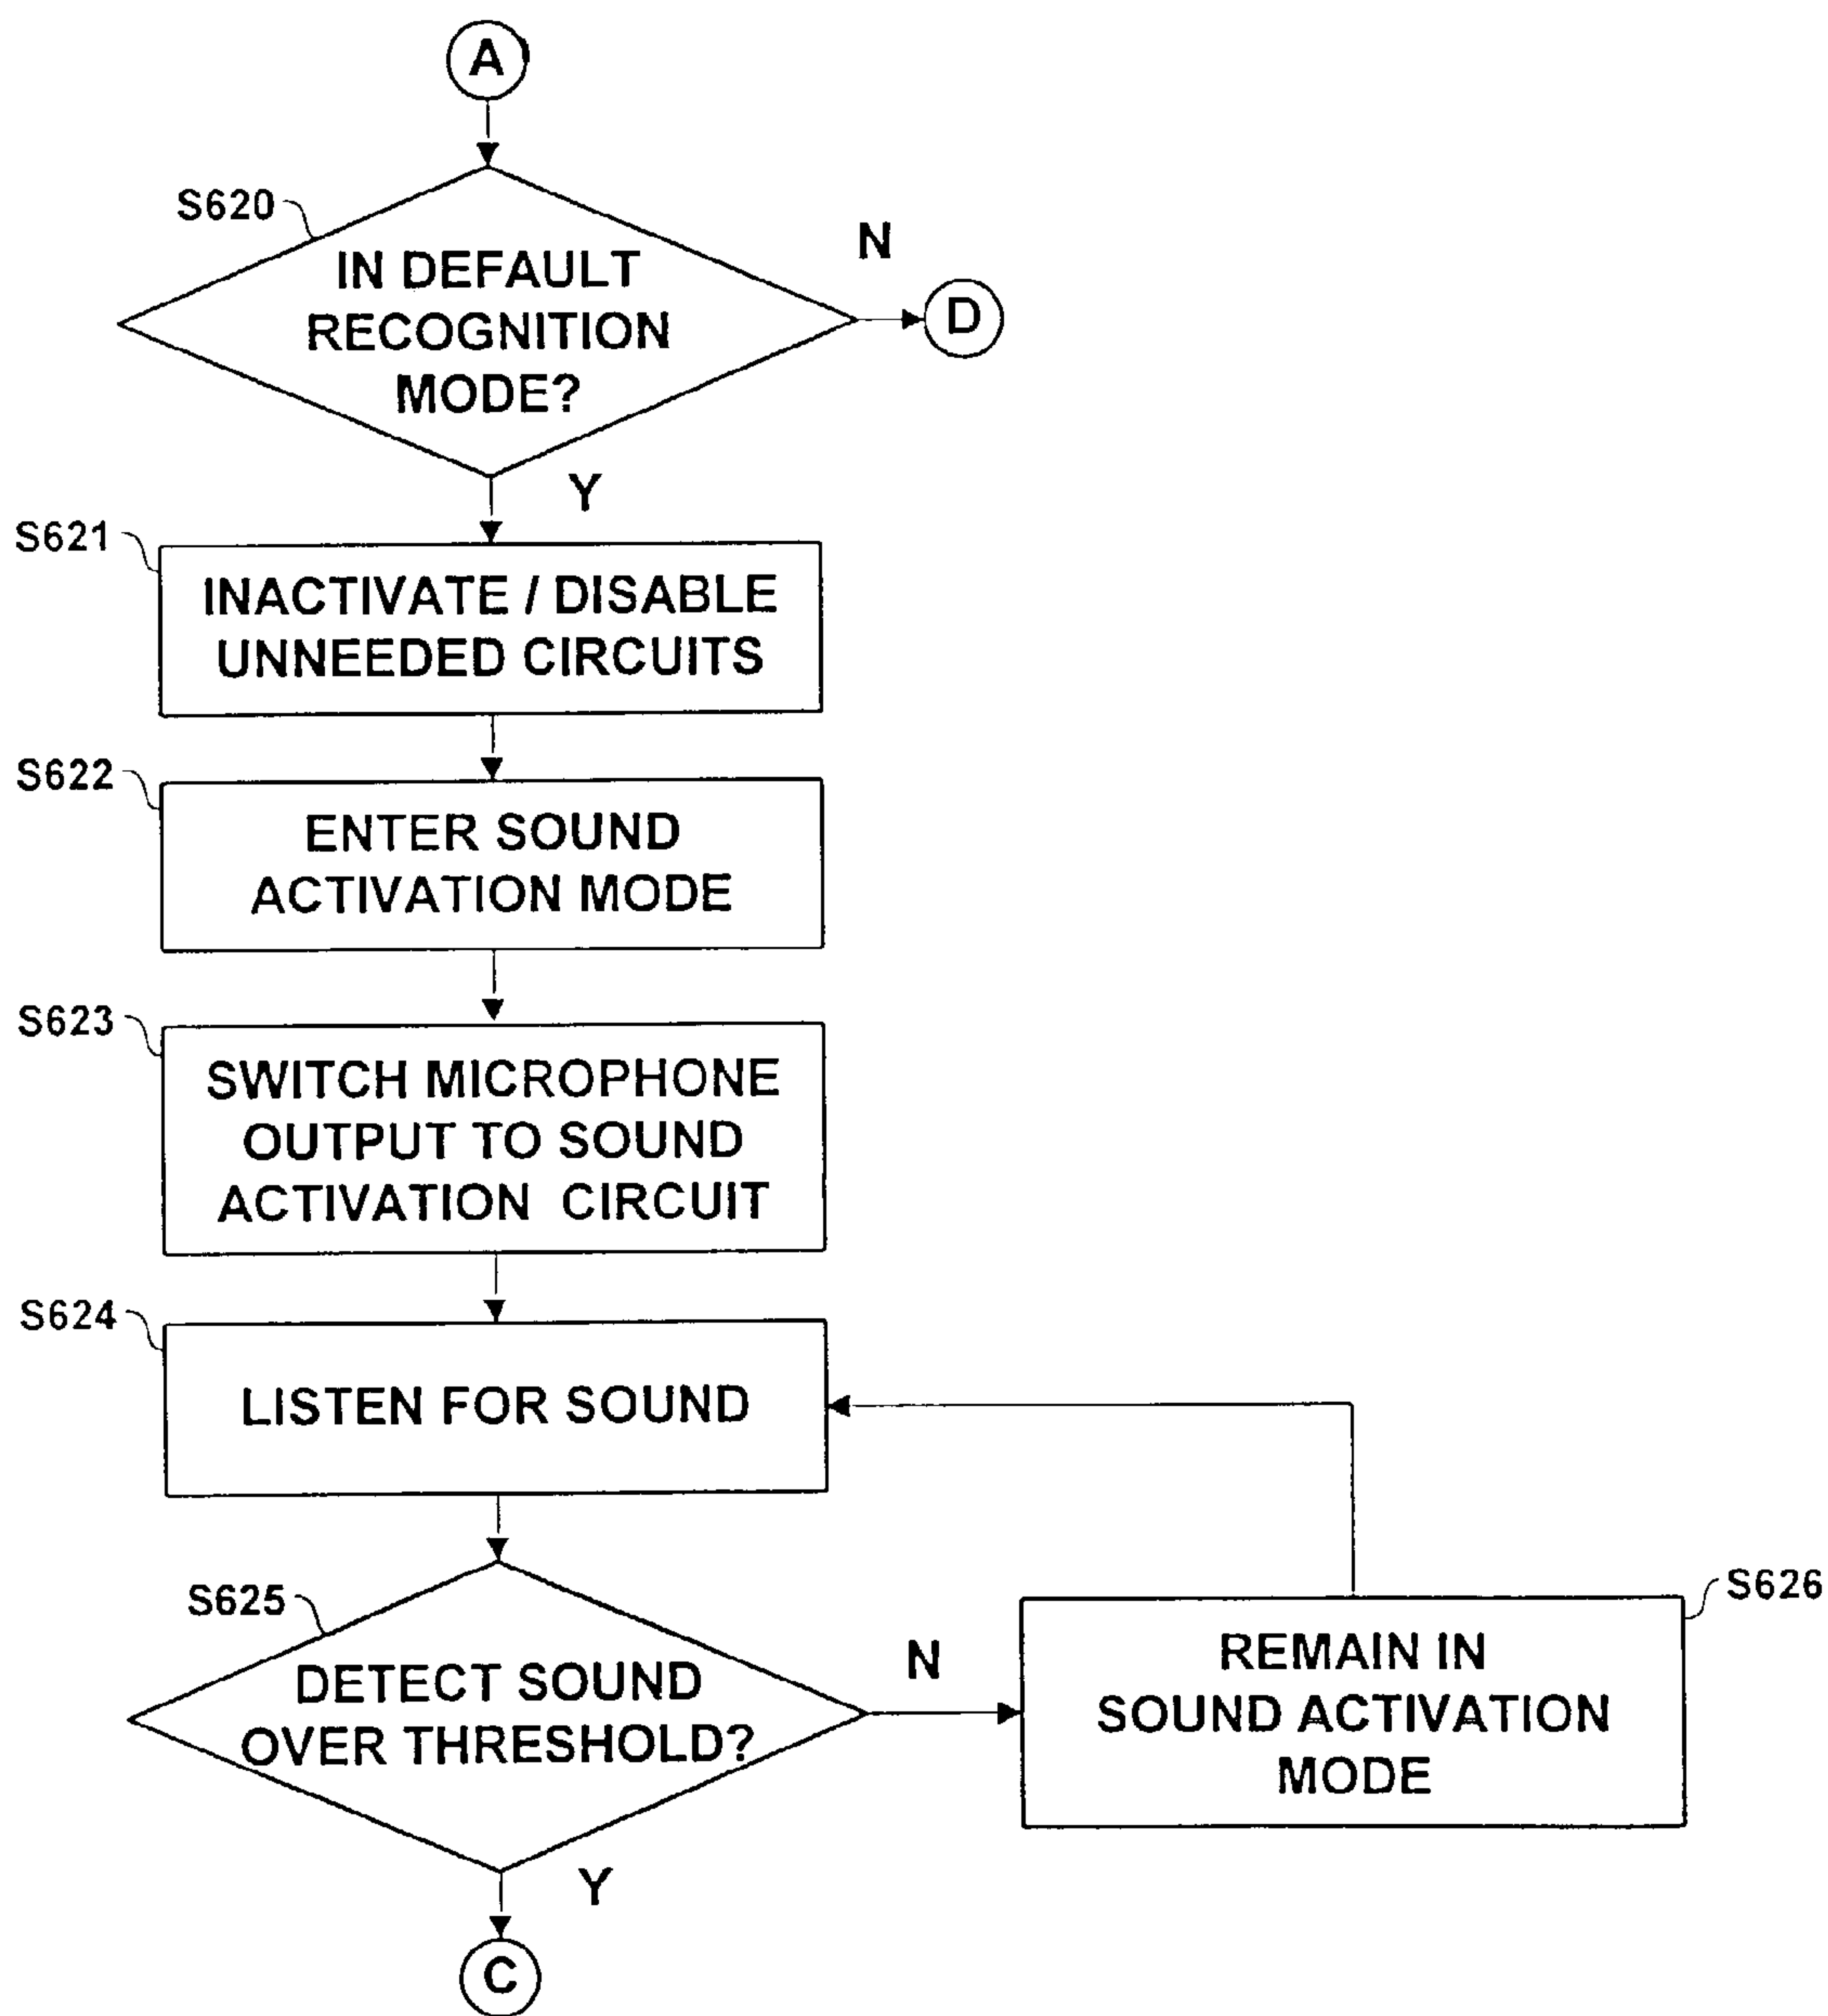 A
S620
IN DEFAULT
RECOGNITION
MODE?
N
D
Y
S621
INACTIVATE / DISABLE
UNNEEDED CIRCUITS
S622
ENTER SOUND
ACTIVATION MODE
S623
SWITCH MICROPHONE
OUTPUT TO SOUND
ACTIVATION CIRCUIT
S624
LISTEN FOR SOUND
S625
DETECT SOUND
OVER THRESHOLD?
N
S626
REMAIN IN
SOUND ACTIVATION
MODE
Y
C